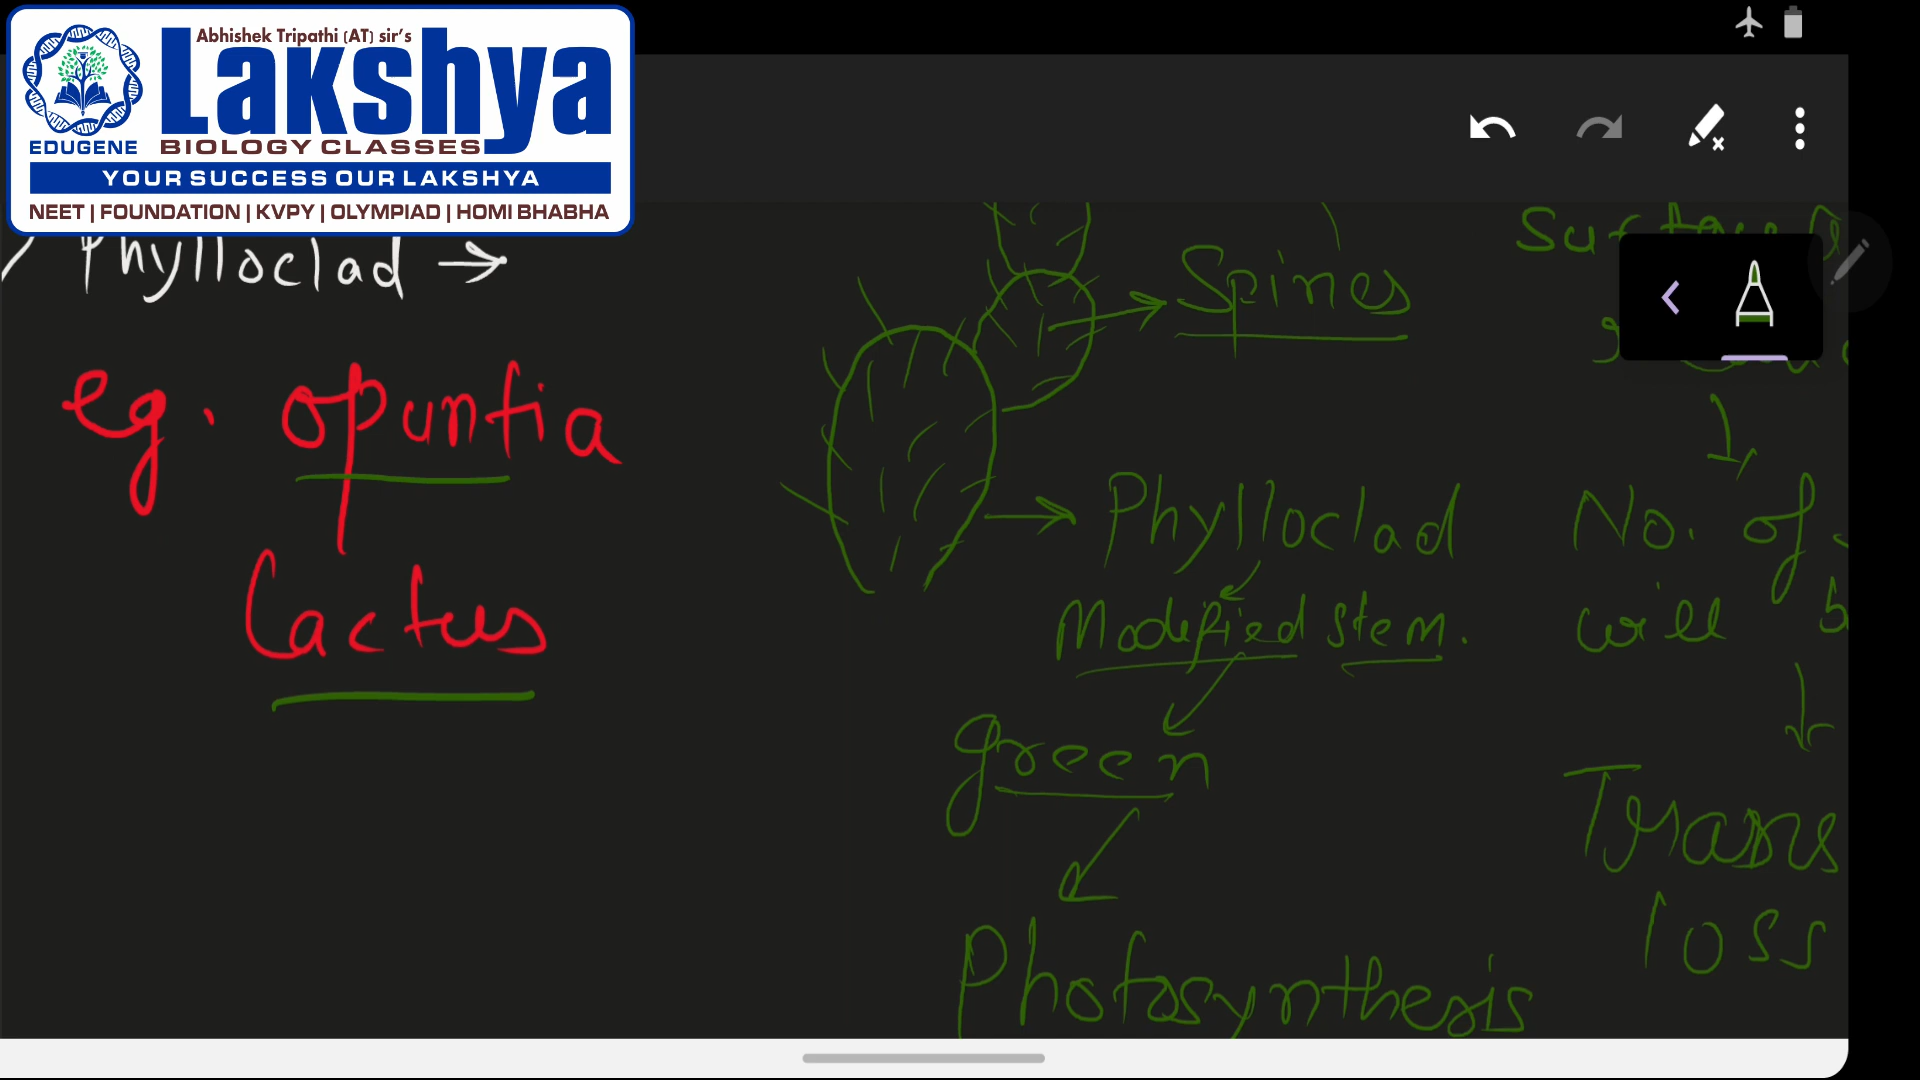 Abhishek Tripathi (AT) sir's
Lakshya
EDUGENE
BIOLOGY CLASSES
YOUR SUCCESS OUR LAKSHYA
NEET | FOUNDATION | KVPY | OLYMPIAD | HOMI BHABHA
Phylloclad →
eg. opuntia
Cactus
→ Spines
→ Phylloclad
Modified Stem.
green
Photosynthesis
No. of
will b
Trans
loss